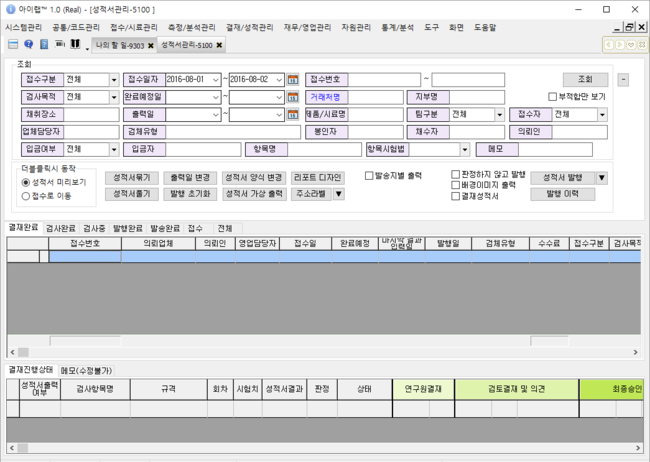 아이랩™ 1.0 (Real) - [성적서관리-5100 ]
시스템관리 공통/코드관리 접수/시료관리 측정/분석관리 결재/성적관리 재무/영업관리 자원관리 통계/분석 도구 화면 도움말
나의 할 일-9303 성적서관리-5100
조회
접수구분 전체 접수일자 2016-08-01 ~ 2016-08-02 접수번호 ~ 조회 -
검사목적 전체 완료예정일 ~ 거래처명 지부명 부적합만 보기
채취장소 출력일 ~ 제품/시료명 팀구분 전체 접수자 전체
업체담당자 검체유형 봉인자 채수자 의뢰인
입금여부 전체 입금자 항목명 항목시험법 메모
더블클릭시 동작
성적서 미리보기
접수로 이동
성적서묶기 출력일 변경 성적서 양식 변경 리포트 디자인
성적서풀기 발행 초기화 성적서 가상 출력 주소라벨 ▼
발송지별 출력
판정하지 않고 발행
배경이미지 출력
결재성적서
성적서 발행 ▼
발행 이력
결재완료 검사완료 검사중 발행완료 발송완료 접수 전체
접수번호 의뢰업체 의뢰인 영업담당자 접수일 완료예정 마지막 결과 입력일 발행일 검체유형 수수료 접수구분 검사목적
결재진행상태 메모(수정불가)
성적서출력여부 검사항목명 규격 회차 시험치 성적서결과 판정 상태 연구원결재 검토결재 및 의견 최종승인